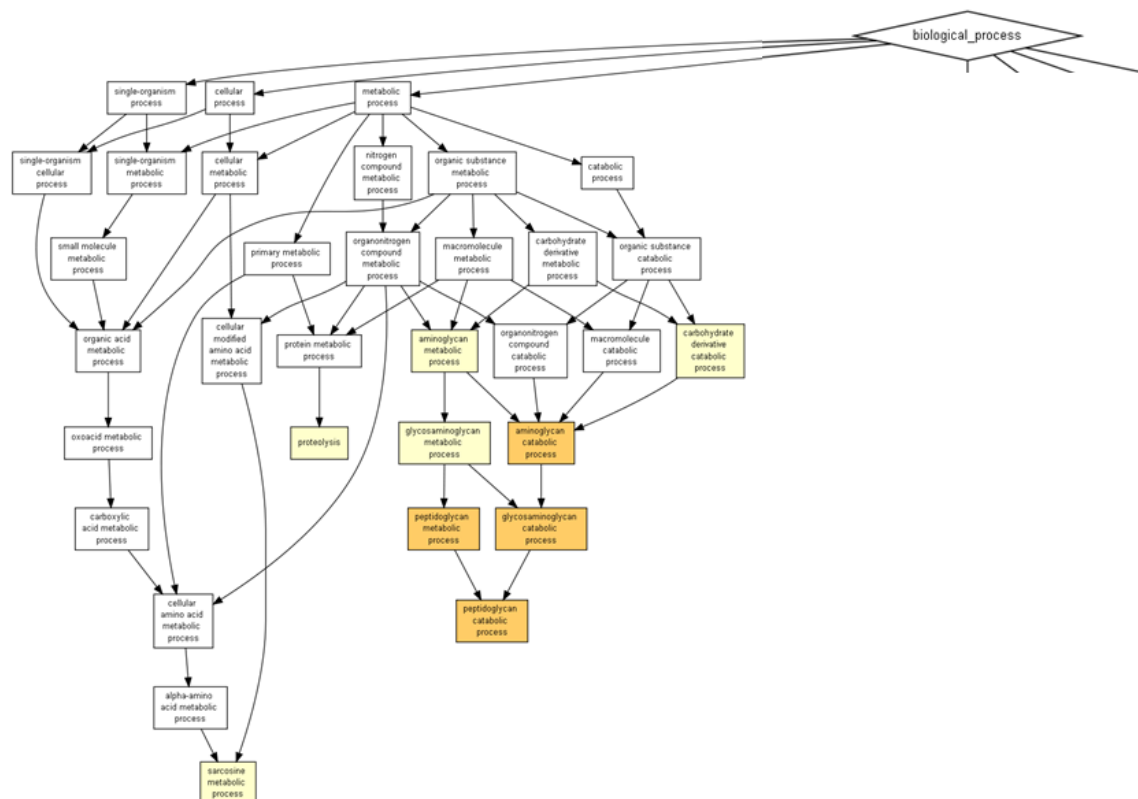 biological_process
single-organism
process
cellular
process
metabolic
process
single-organism
cellular
process
single-organism
metabolic
process
cellular
metabolic
process
nitrogen
compound
metabolic
process
organic substance
metabolic
process
catabolic
process
small molecule
metabolic
process
primary metabolic
process
organonitrogen
compound
metabolic
process
macromolecule
metabolic
process
carbohydrate
derivative
metabolic
process
organic substance
catabolic
process
organic acid
metabolic
process
cellular
modified
amino acid
metabolic
process
protein metabolic
process
aminoglycan
metabolic
process
organonitrogen
compound
catabolic
process
macromolecule
catabolic
process
carbohydrate
derivative
catabolic
process
oxoacid metabolic
process
proteolysis
glycosaminoglycan
metabolic
process
aminoglycan
catabolic
process
carboxylic
acid metabolic
process
peptidoglycan
metabolic
process
glycosaminoglycan
catabolic
process
cellular
amino acid
metabolic
process
peptidoglycan
catabolic
process
alpha-amino
acid metabolic
process
sarcosine
metabolic
process